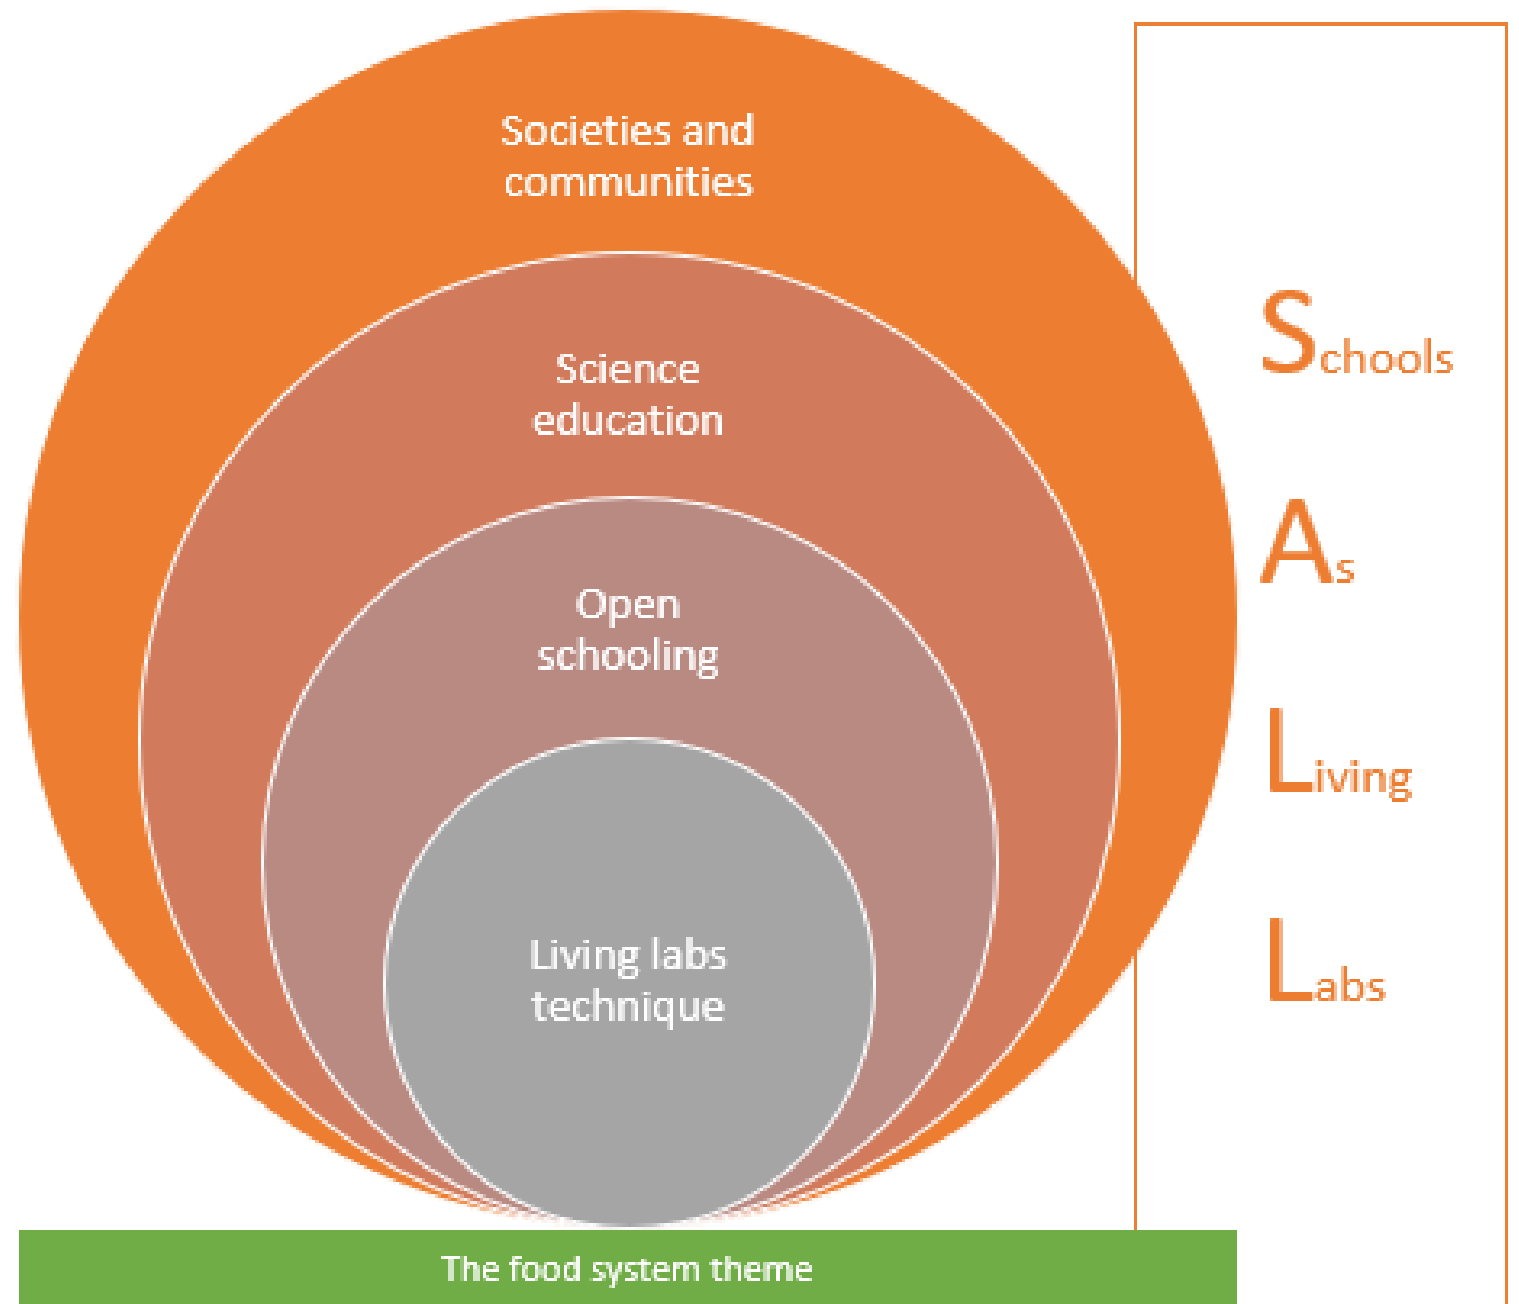 Societies and
communities
Science
education
Open
schooling
Living labs
technique
The food system theme
Schools
As
Living
Labs